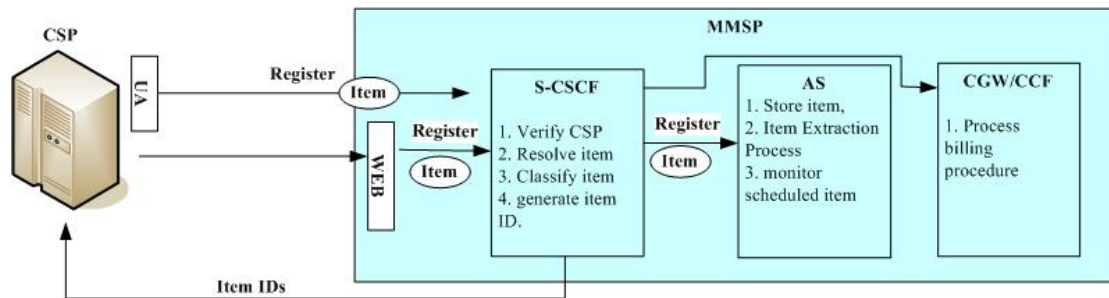 CSP
UA
Register
Item
WEB
Register
Item
Item IDs
MMSP
S-CSCF
1. Verify CSP
2. Resolve item
3. Classify item
4. generate item
ID.
Register
Item
AS
1. Store item,
2. Item Extraction
Process
3. monitor
scheduled item
CGW/CCF
1. Process
billing
procedure